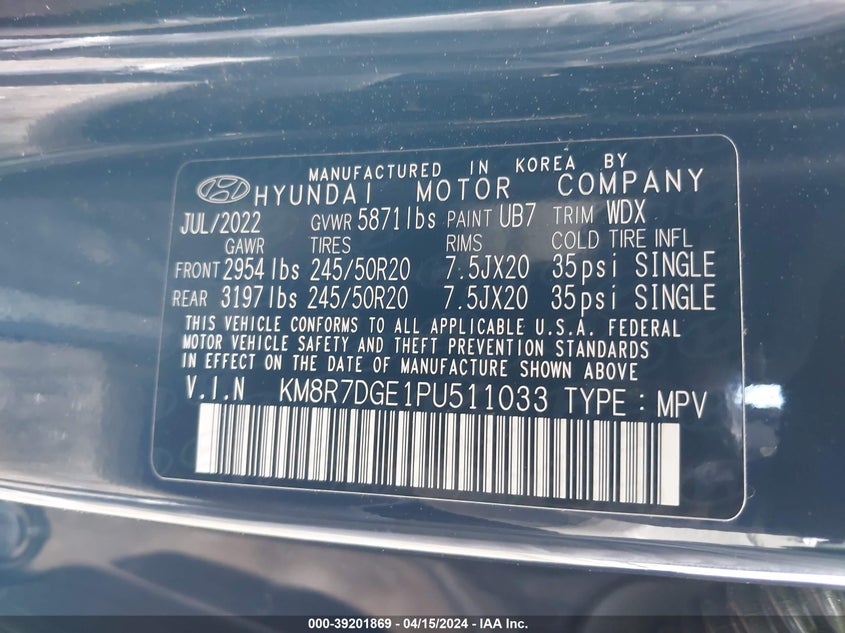 MANUFACTURED IN KOREA BY
HYUNDAI MOTOR COMPANY
JUL/2022 GVWR 5871lbs PAINT UB7 TRIM WDX
GAWR TIRES RIMS COLD TIRE INFL
FRONT 2954 lbs 245/50R20 7.5JX20 35psi SINGLE
REAR 3197lbs 245/50R20 7.5JX20 35psi SINGLE
THIS VEHICLE CONFORMS TO ALL APPLICABLE U.S.A. FEDERAL
MOTOR VEHICLE SAFETY AND THEFT PREVENTION STANDARDS
IN EFFECT ON THE DATE OF MANUFACTURE SHOWN ABOVE
V.I.N KM8R7DGE1PU511033 TYPE : MPV
000-39201869 - 04/15/2024 - IAA Inc.